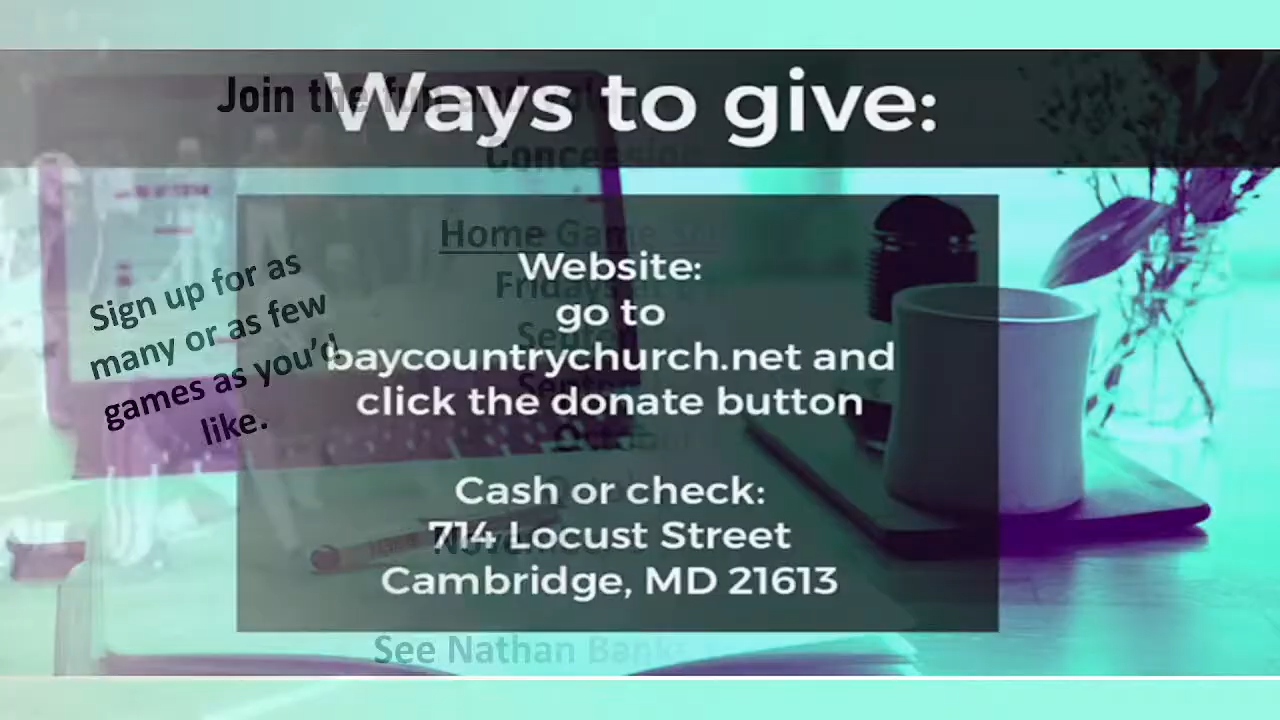 Ways to give:
Join the
Concession
Home Game
Website:
go to
baycountrychurch.net and
click the donate button
Sign up for as
many or as few
games as you'd
like.
Cash or check:
714 Locust Street
Cambridge, MD 21613
See Nathan Banks